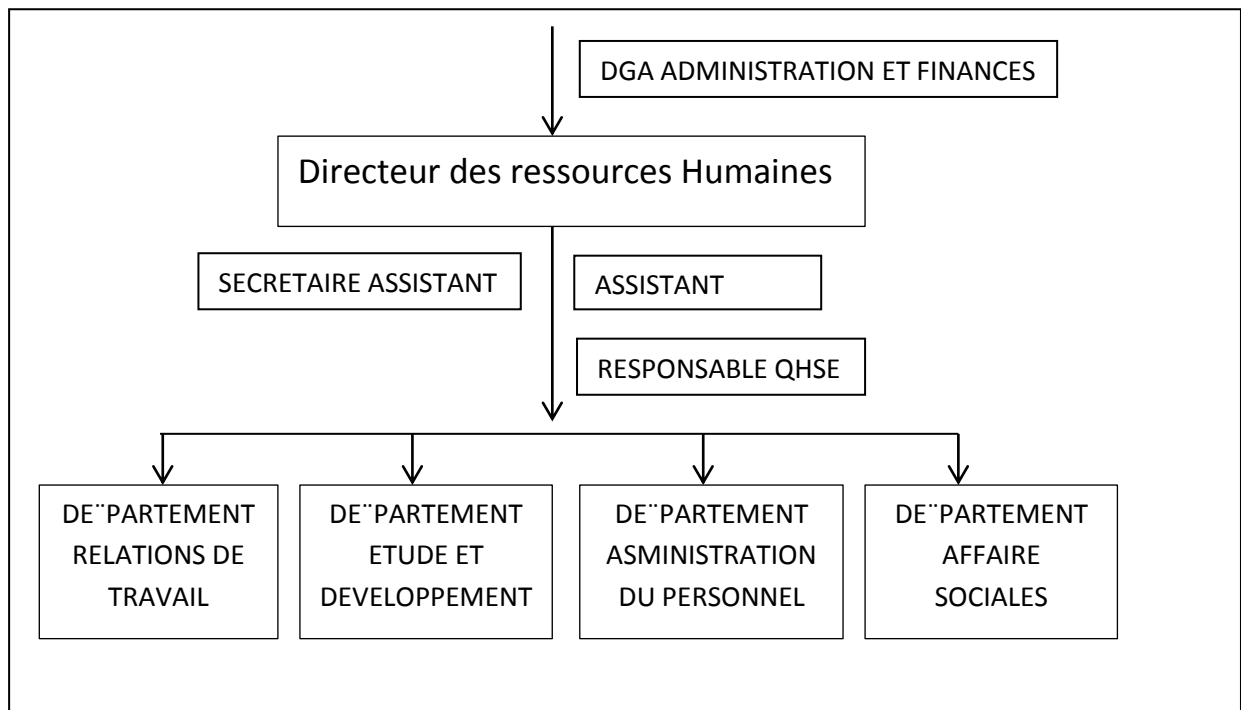 DGA ADMINISTRATION ET FINANCES
Directeur des ressources Humaines
SECRETAIRE ASSISTANT
ASSISTANT
RESPONSABLE QHSE
DE¨PARTEMENT
RELATIONS DE
TRAVAIL
DE¨PARTEMENT
ETUDE ET
DEVELOPPEMENT
DE¨PARTEMENT
ASMINISTRATION
DU PERSONNEL
DE¨PARTEMENT
AFFAIRE
SOCIALES